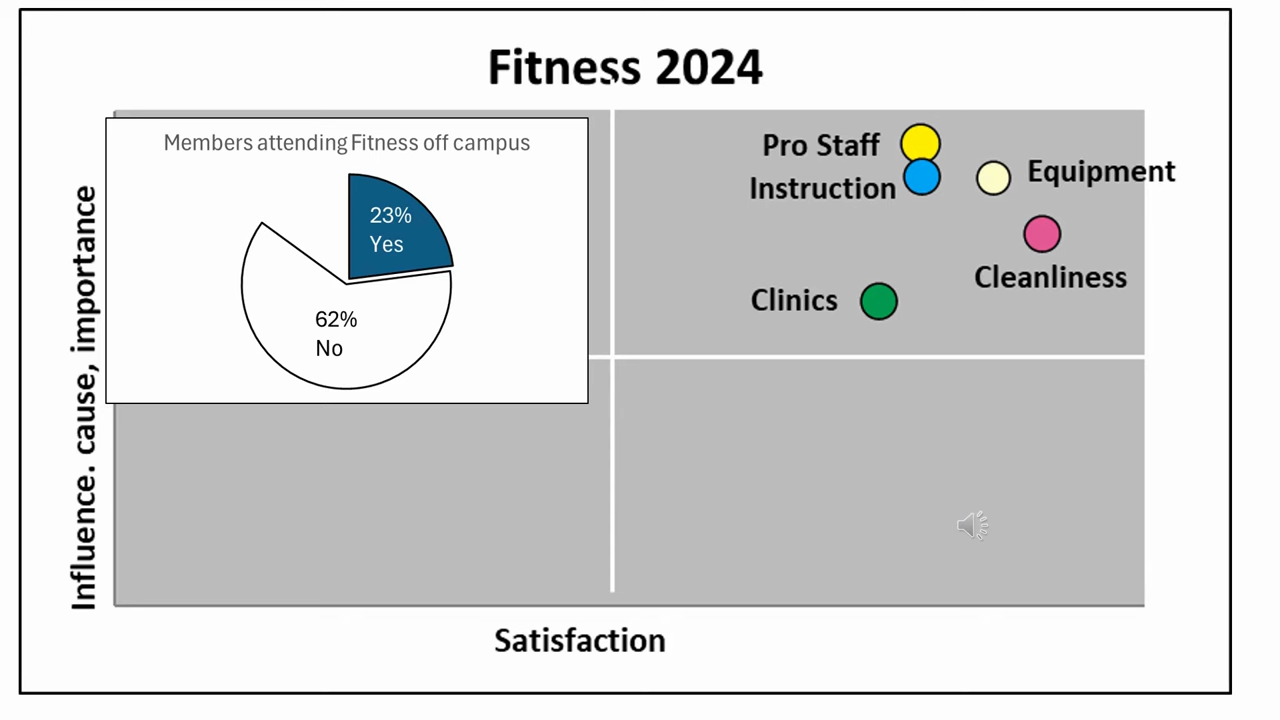 Fitness 2024
Members attending Fitness off campus
23%
Yes
62%
No
Pro Staff
Instruction
Equipment
Cleanliness
Clinics
Influence. cause, importance
Satisfaction